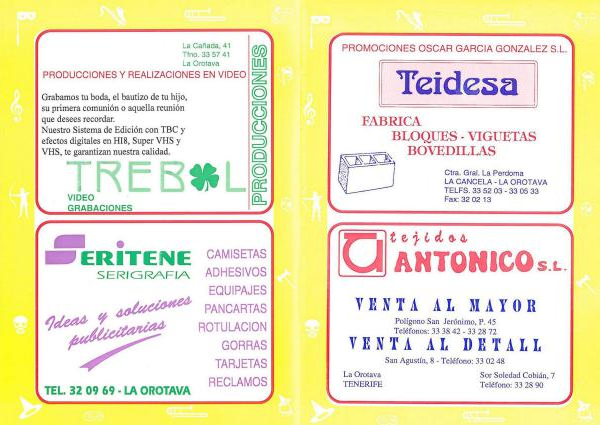 La Cañada, 41
Tfno. 33 57 41
La Orotava
PRODUCCIONES Y REALIZACIONES EN VIDEO
Grabamos tu boda, el bautizo de tu hijo,
su primera comunión o aquella reunión
que desees recordar.
Nuestro Sistema de Edición con TBC y
efectos digitales en HI8, Super VHS y
VHS, te garantizan nuestra calidad.
TREBOL
VIDEO
GRABACIONES
PRODUCCIONES
SERITENE
SERIGRAFIA
Ideas y soluciones
publicitarias
CAMISETAS
ADHESIVOS
EQUIPAJES
PANCARTAS
ROTULACION
GORRAS
TARJETAS
RECLAMOS
TEL. 32 09 69 - LA OROTAVA
PROMOCIONES OSCAR GARCIA GONZALEZ S.L.
Teidesa
FABRICA
BLOQUES - VIGUETAS
BOVEDILLAS
Ctra. Gral. La Perdoma
LA CANCELA - LA OROTAVA
TELFS. 33 52 03 - 33 05 33
Fax: 32 02 13
tejidos
ANTONICO S.L.
VENTA AL MAYOR
Polígono San Jerónimo, P. 45
Teléfonos: 33 38 42 - 33 28 72
VENTA AL DETALL
San Agustín, 8 - Teléfono: 33 02 48
La Orotava
TENERIFE
Sor Soledad Cobián, 7
Teléfono: 33 28 90